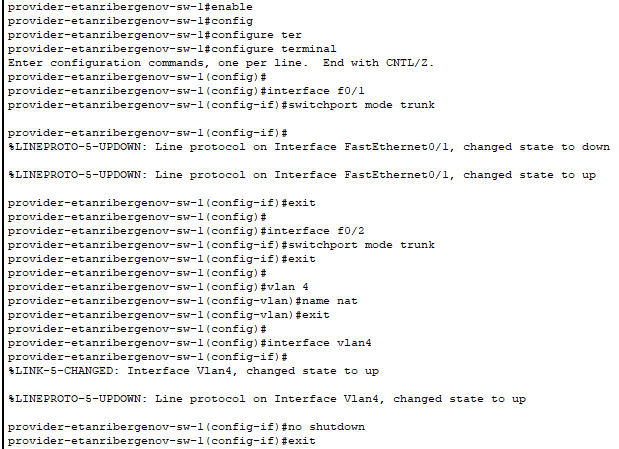 provider-etanribergenov-sw-1#enable
provider-etanribergenov-sw-1#config
provider-etanribergenov-sw-1#configure ter
provider-etanribergenov-sw-1#configure terminal
Enter configuration commands, one per line.  End with CNTL/Z.
provider-etanribergenov-sw-1(config)#
provider-etanribergenov-sw-1(config)#interface f0/1
provider-etanribergenov-sw-1(config-if)#switchport mode trunk

provider-etanribergenov-sw-1(config-if)#
%LINEPROTO-5-UPDOWN: Line protocol on Interface FastEthernet0/1, changed state to down

%LINEPROTO-5-UPDOWN: Line protocol on Interface FastEthernet0/1, changed state to up

provider-etanribergenov-sw-1(config-if)#exit
provider-etanribergenov-sw-1(config)#
provider-etanribergenov-sw-1(config)#interface f0/2
provider-etanribergenov-sw-1(config-if)#switchport mode trunk
provider-etanribergenov-sw-1(config-if)#exit
provider-etanribergenov-sw-1(config)#
provider-etanribergenov-sw-1(config)#vlan 4
provider-etanribergenov-sw-1(config-vlan)#name nat
provider-etanribergenov-sw-1(config-vlan)#exit
provider-etanribergenov-sw-1(config)#
provider-etanribergenov-sw-1(config)#interface vlan4
provider-etanribergenov-sw-1(config-if)#
%LINK-5-CHANGED: Interface Vlan4, changed state to up

%LINEPROTO-5-UPDOWN: Line protocol on Interface Vlan4, changed state to up

provider-etanribergenov-sw-1(config-if)#no shutdown
provider-etanribergenov-sw-1(config-if)#exit